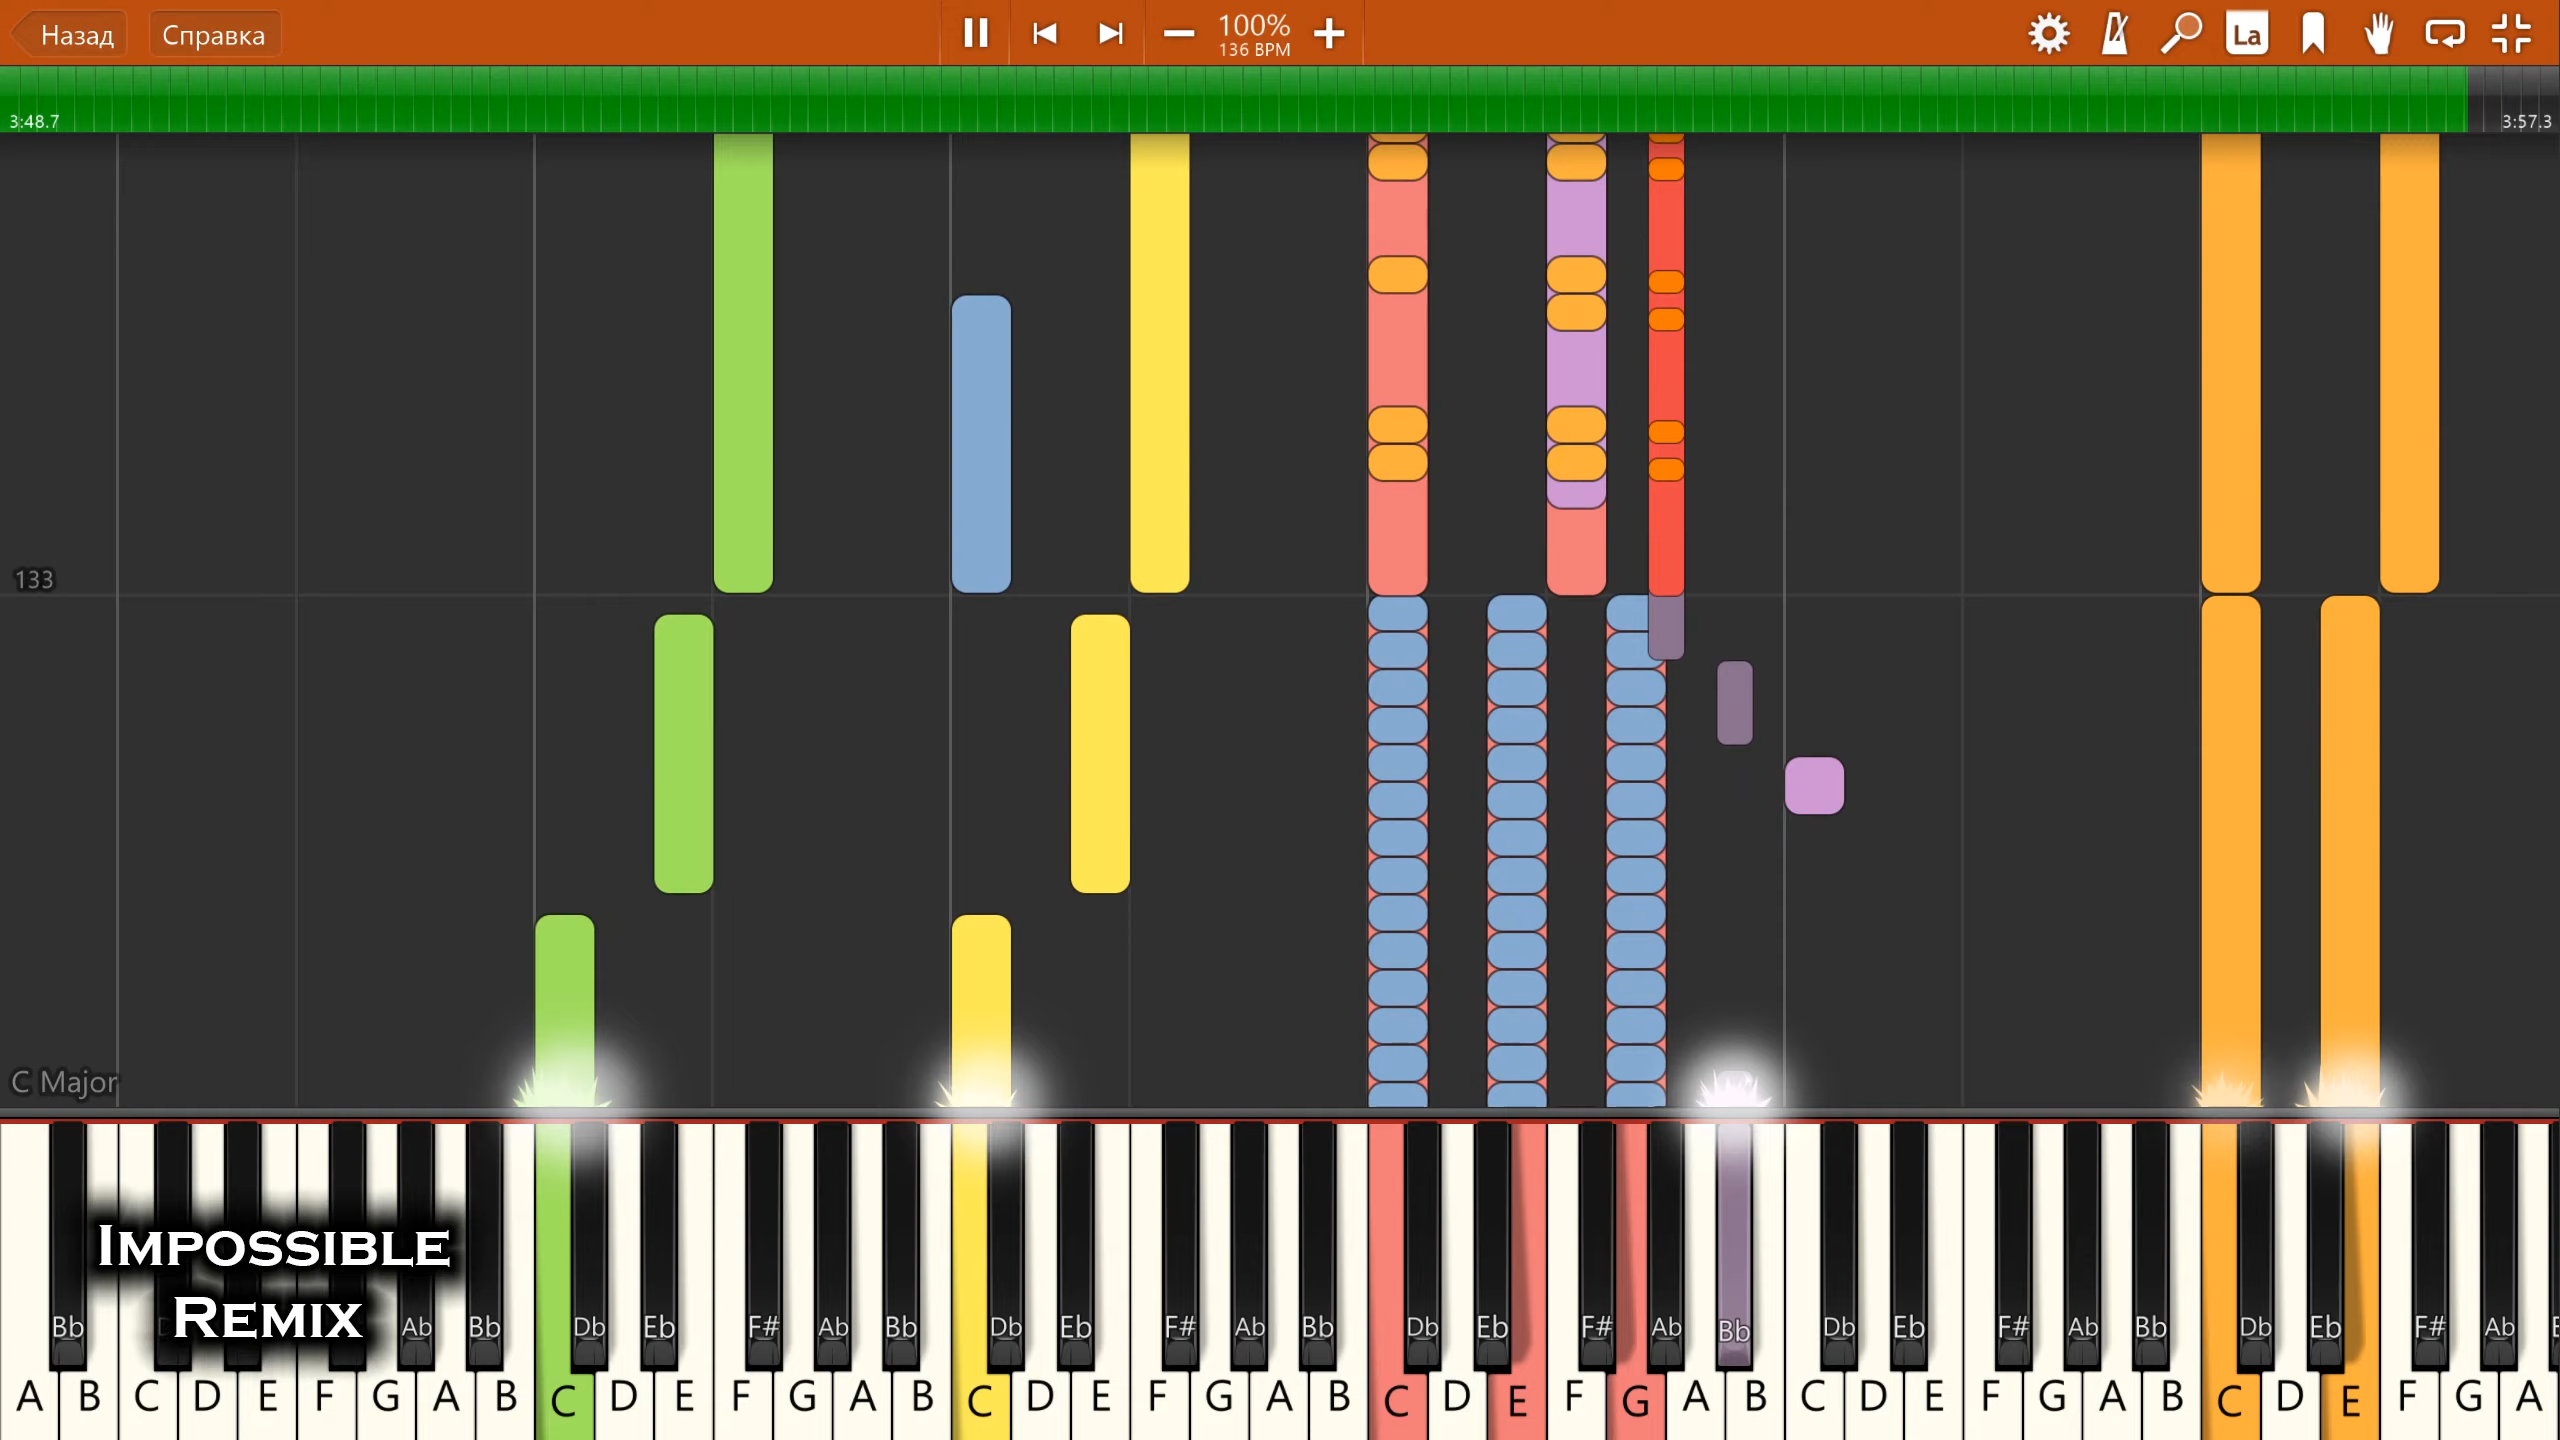 Назад Справка 100% La
136 BPM
3:48.7 3:57.3
133
C Major
Impossible
Remix
Bb Ab Bb Db Eb F# Ab Bb Db Eb F# Ab Bb Db Eb F# Ab Bb Db Eb F# Ab Bb Db Eb F# Ab
A B C D E F G A B C D E F G A B C D E F G A B C D E F G A B C D E F G A B C D E F G A